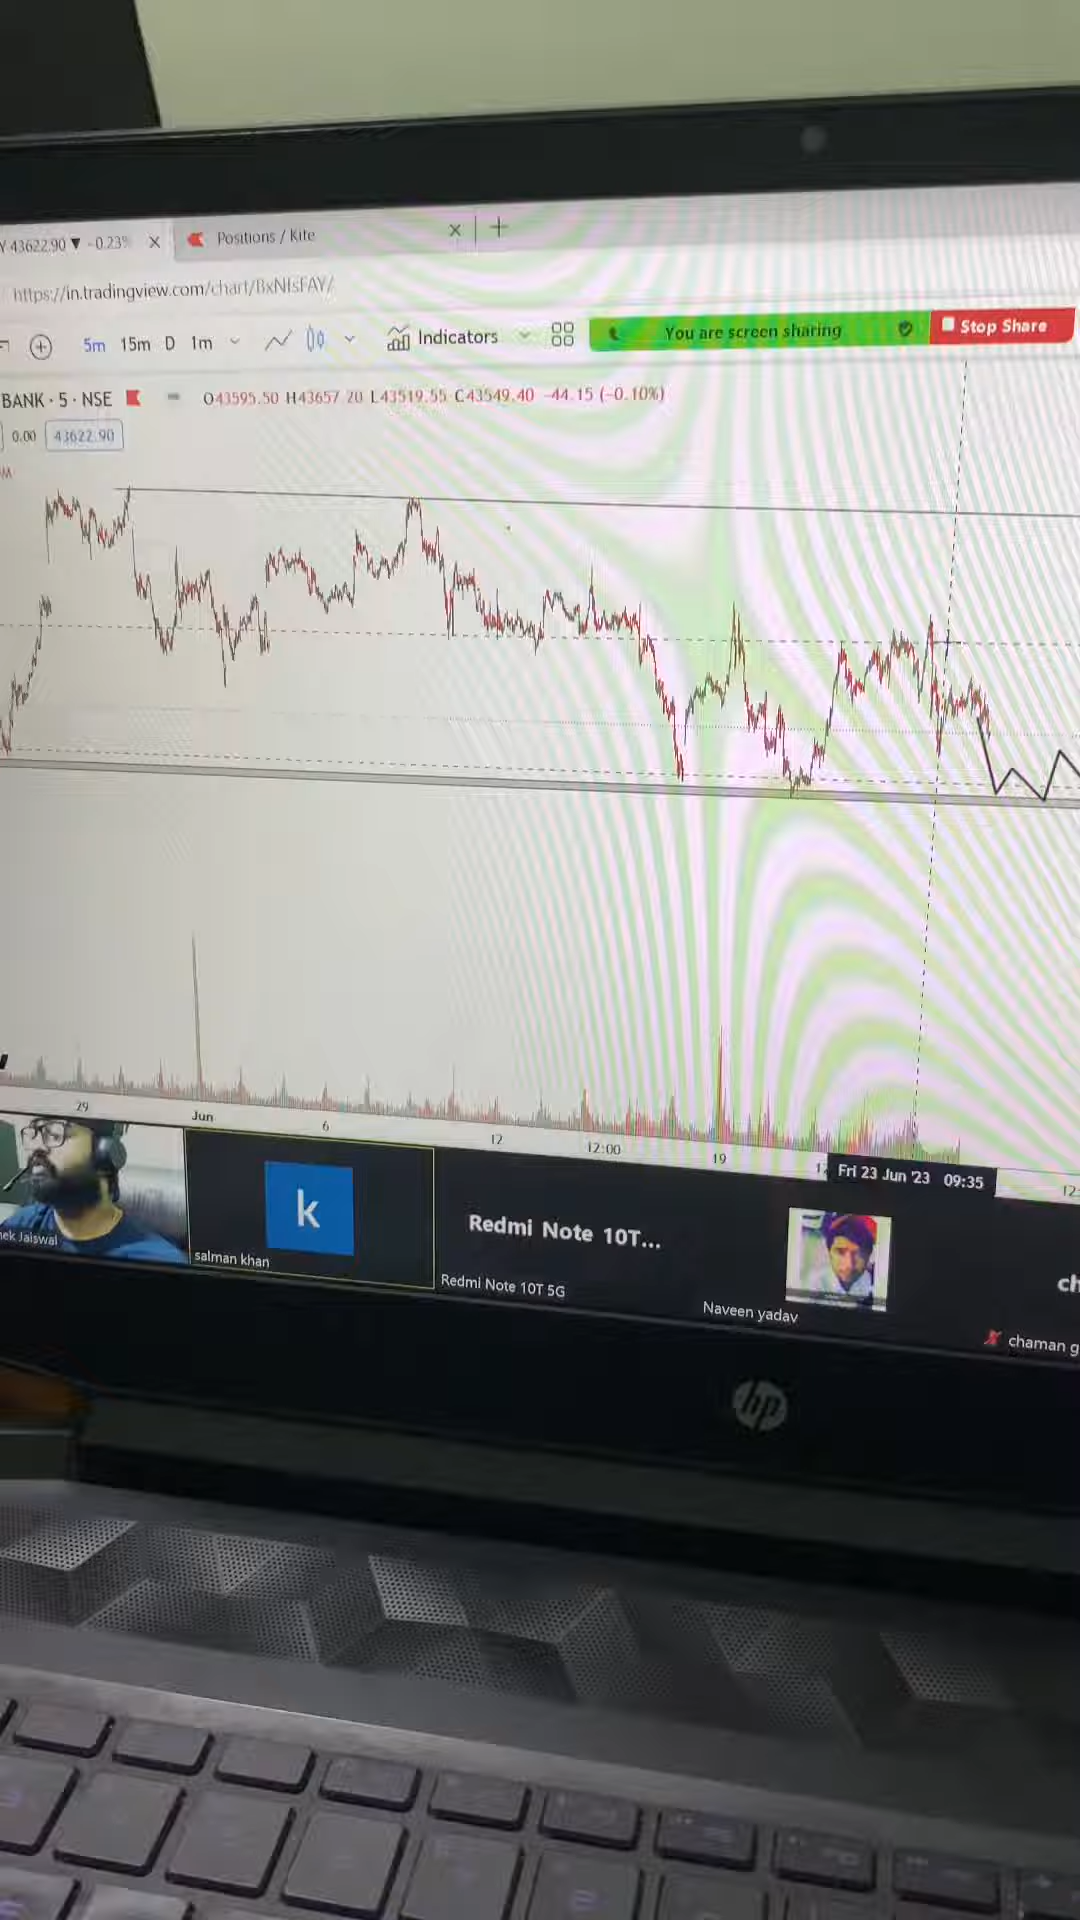 43622.90 ▼ -0.23%
Positions / Kite
https://in.tradingview.com/chart/BxNIsFAY/
5m 15m D 1m Indicators
You are screen sharing Stop Share
BANK · 5 · NSE O43595.50 H43657.20 L43519.55 C43549.40 -44.15 (-0.10%)
0.00 43622.90
29 Jun 6 12 12:00 19
Fri 23 Jun '23 09:35
Jaiswal
k
salman khan
Redmi Note 10T...
Redmi Note 10T 5G
Naveen yadav
ch
chaman g
hp